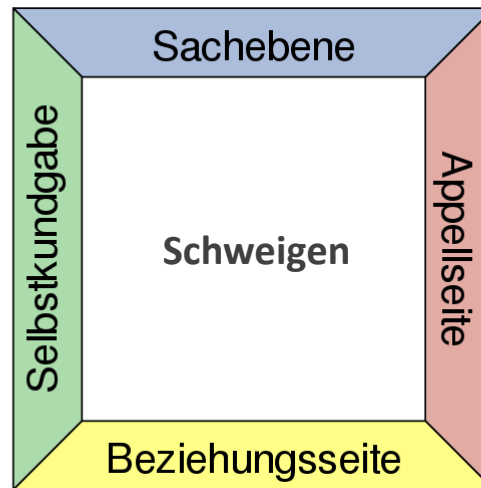 Sachebene
Selbstkundgabe
Schweigen
Appellseite
Beziehungsseite